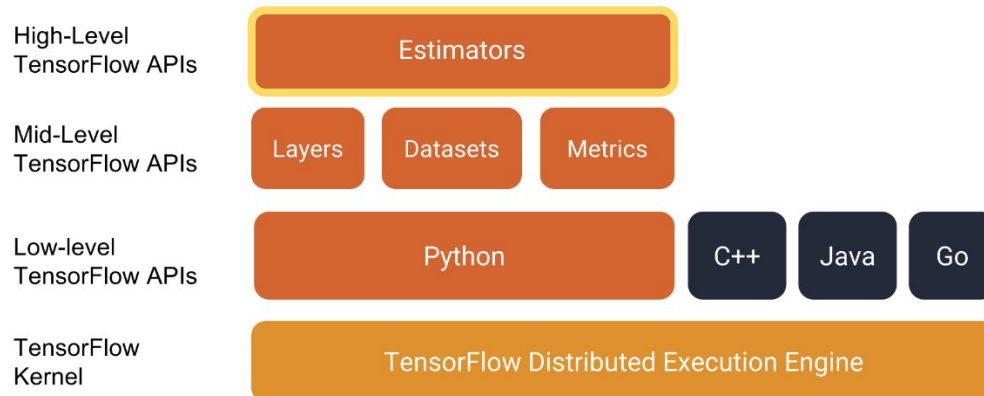 High-Level
TensorFlow APIs
Estimators
Mid-Level
TensorFlow APIs
Layers
Datasets
Metrics
Low-level
TensorFlow APIs
Python
C++
Java
Go
TensorFlow
Kernel
TensorFlow Distributed Execution Engine